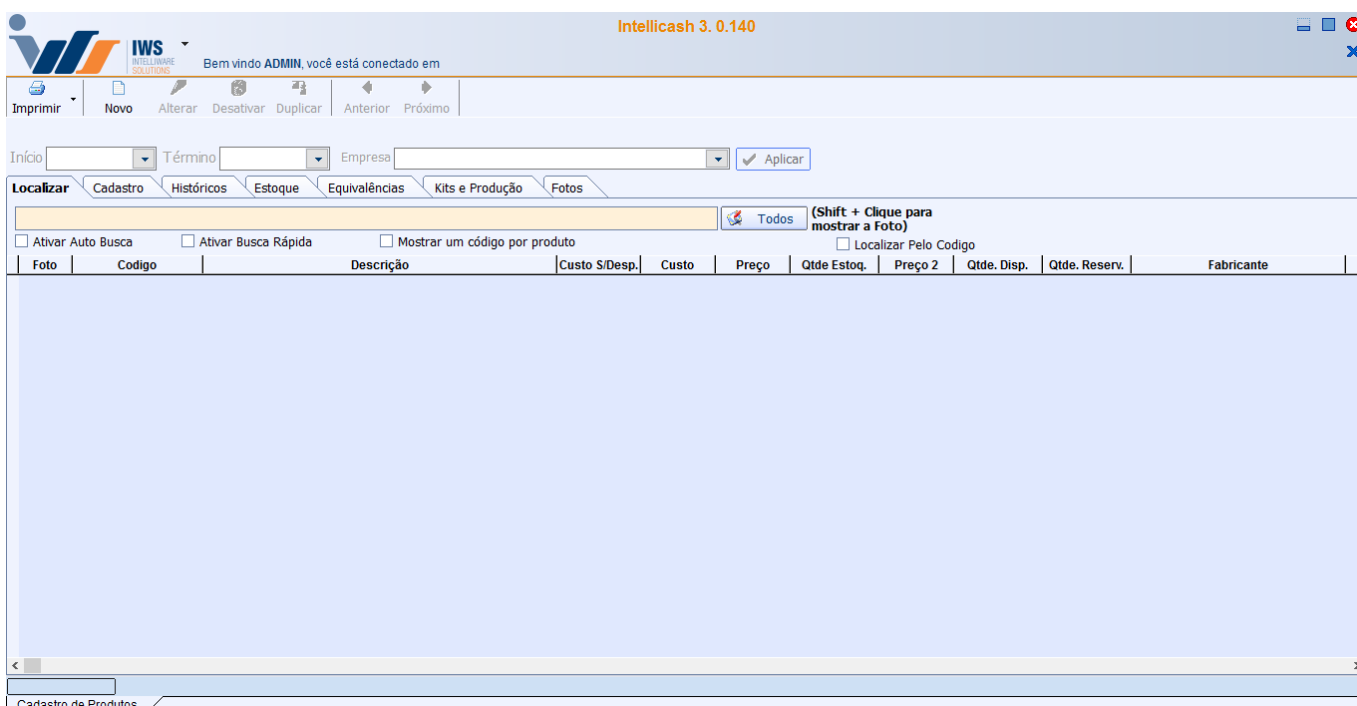 Intellicash 3. 0.140
IWS
INTELLIWARE
SOLUTIONS
Bem vindo ADMIN, você está conectado em
Imprimir Novo Alterar Desativar Duplicar Anterior Próximo
Início Término Empresa Aplicar
Localizar Cadastro Históricos Estoque Equivalências Kits e Produção Fotos
Todos (Shift + Clique para
mostrar a Foto)
Ativar Auto Busca Ativar Busca Rápida Mostrar um código por produto Localizar Pelo Codigo
Foto Codigo Descrição Custo S/Desp. Custo Preço Qtde Estoq. Preço 2 Qtde. Disp. Qtde. Reserv. Fabricante
Cadastro de Produtos